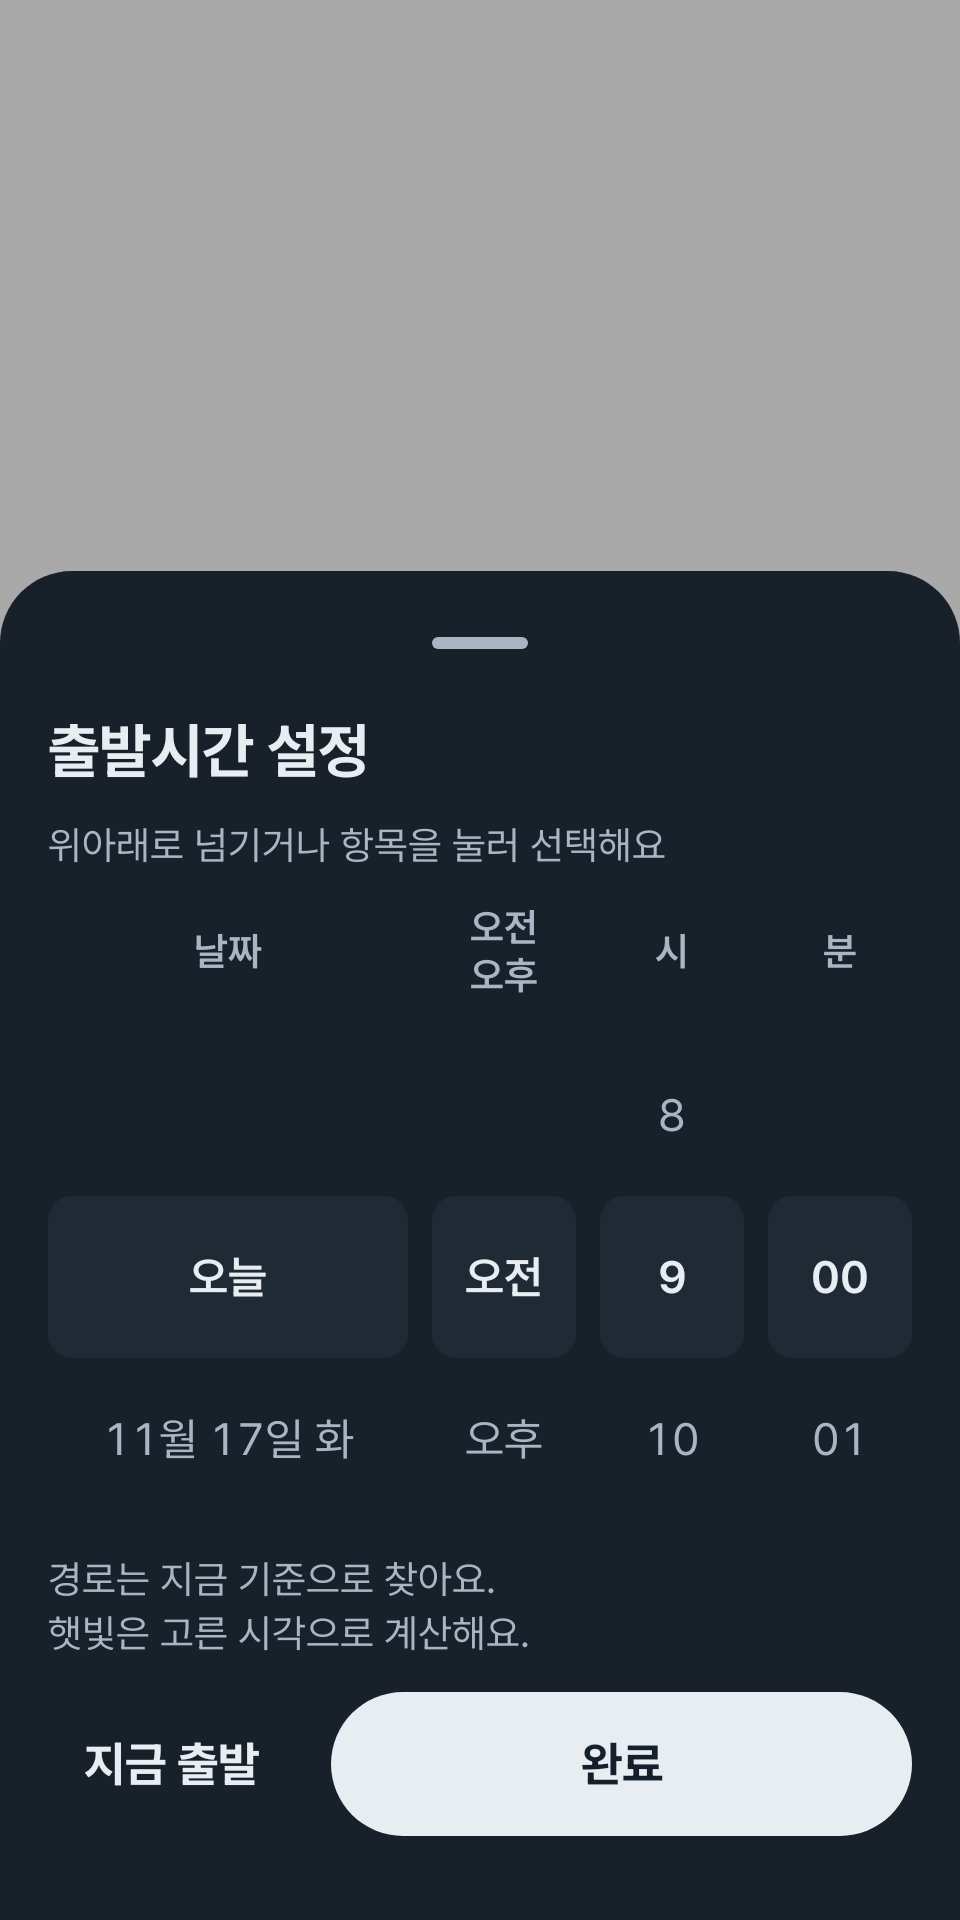 출발시간 설정
위아래로 넘기거나 항목을 눌러 선택해요
날짜 오전 오후 시 분
8
오늘 오전 9 00
11월 17일 화 오후 10 01
경로는 지금 기준으로 찾아요.
햇빛은 고른 시각으로 계산해요.
지금 출발 완료